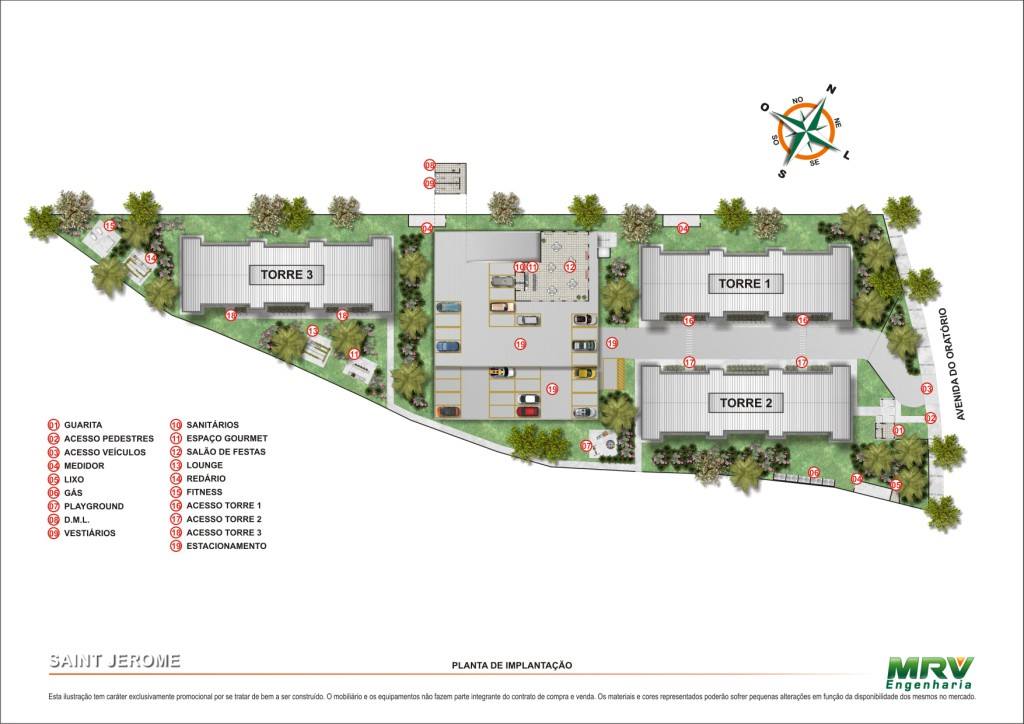 N
NO
O
NE
SO
L
SE
S
08
09
15
04
04
14
10 11 12
TORRE 3
TORRE 1
18
18
16
16
13
19
19
11
17
17
AVENIDA DO ORATÓRIO
19
03
TORRE 2
02
01
07
06
04
05
01 GUARITA
02 ACESSO PEDESTRES
03 ACESSO VEÍCULOS
04 MEDIDOR
05 LIXO
06 GÁS
07 PLAYGROUND
08 D.M.L.
09 VESTIÁRIOS
10 SANITÁRIOS
11 ESPAÇO GOURMET
12 SALÃO DE FESTAS
13 LOUNGE
14 REDÁRIO
15 FITNESS
16 ACESSO TORRE 1
17 ACESSO TORRE 2
18 ACESSO TORRE 3
19 ESTACIONAMENTO
SAINT JEROME
PLANTA DE IMPLANTAÇÃO
MRV
Engenharia
Esta ilustração tem caráter exclusivamente promocional por se tratar de bem a ser construído. O mobiliário e os equipamentos não fazem parte integrante do contrato de compra e venda. Os materiais e cores representados poderão sofrer pequenas alterações em função da disponibilidade dos mesmos no mercado.